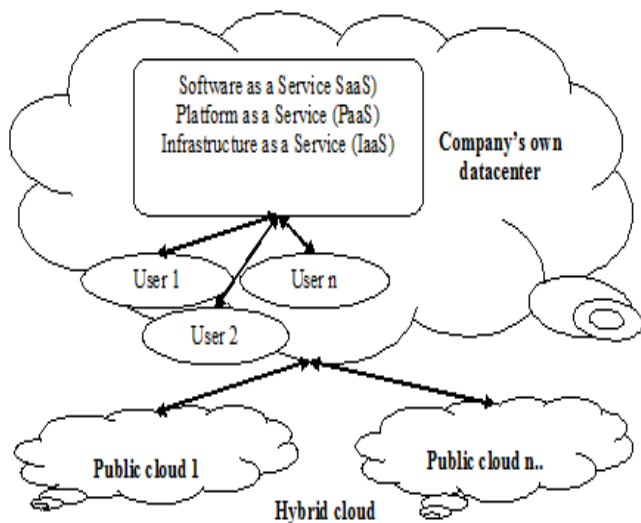 Software as a Service SaaS)
Platform as a Service (PaaS)
Infrastructure as a Service (IaaS)
Company's own
datacenter
User 1
User n
User 2
Public cloud 1
Public cloud n..
Hybrid cloud